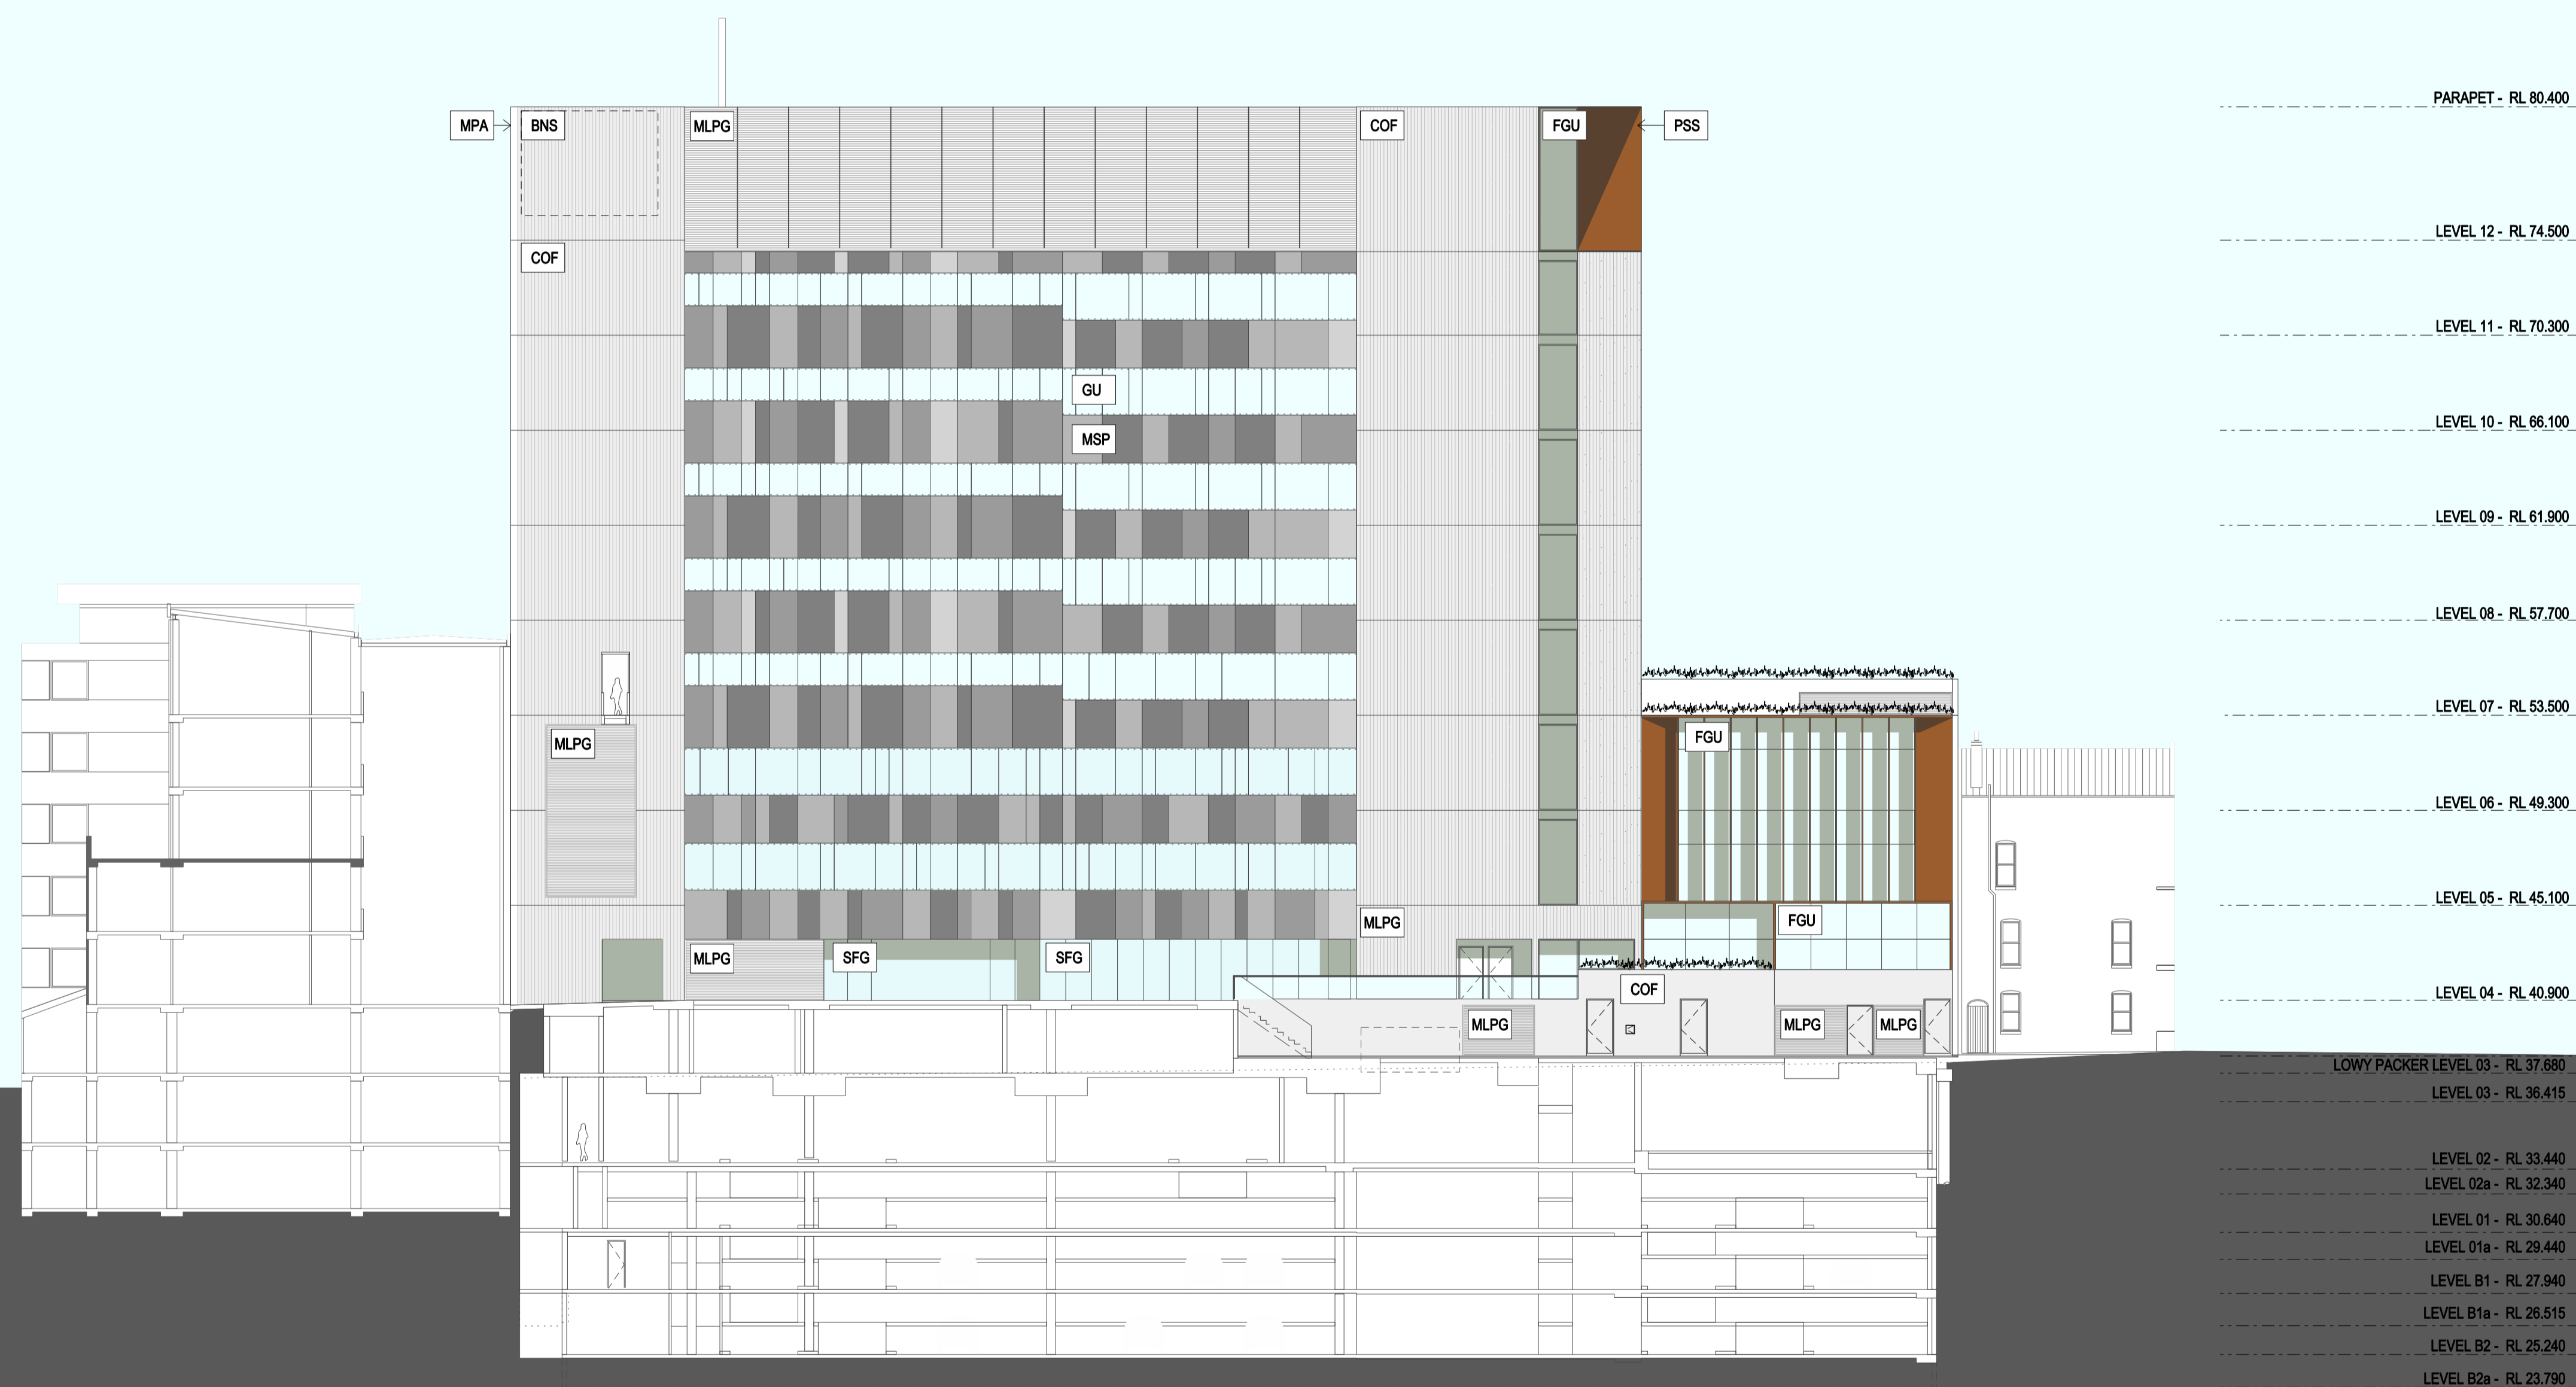 PARAPET - RL 80.400
MPA
BNS
MLPG
COF
FGU
PSS
LEVEL 12 - RL 74.500
COF
LEVEL 11 - RL 70.300
GU
LEVEL 10 - RL 66.100
MSP
LEVEL 09 - RL 61.900
LEVEL 08 - RL 57.700
LEVEL 07 - RL 53.500
MLPG
FGU
LEVEL 06 - RL 49.300
LEVEL 05 - RL 45.100
MLPG
FGU
MLPG
SFG
SFG
COF
LEVEL 04 - RL 40.900
MLPG
MLPG
MLPG
LOWY PACKER LEVEL 03 - RL 37.680
LEVEL 03 - RL 36.415
LEVEL 02 - RL 33.440
LEVEL 02a - RL 32.340
LEVEL 01 - RL 30.640
LEVEL 01a - RL 29.440
LEVEL B1 - RL 27.940
LEVEL B1a - RL 26.515
LEVEL B2 - RL 25.240
LEVEL B2a - RL 23.790